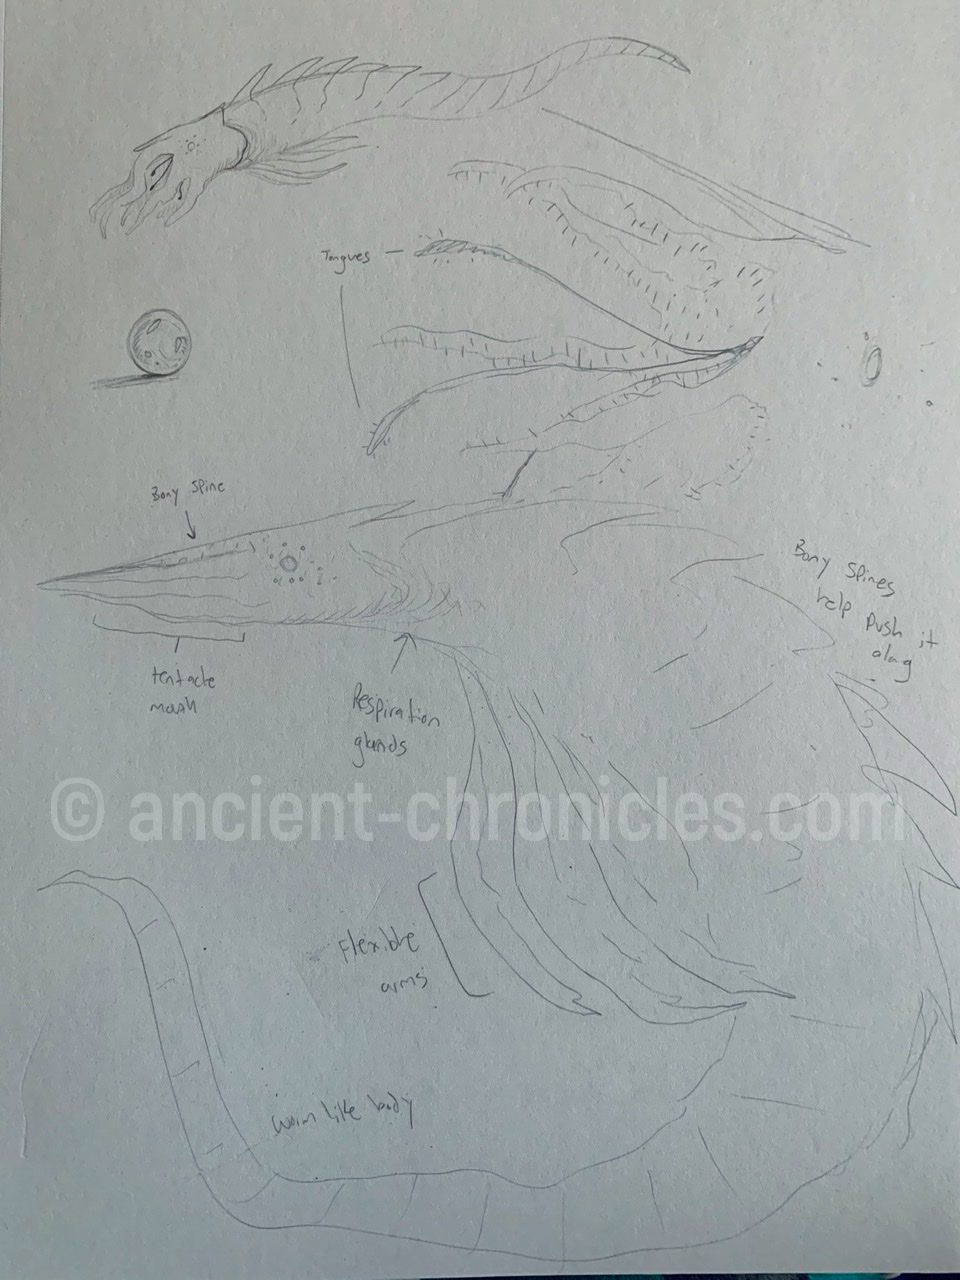 Tongues
Bony Spine
Bony Spines
help push it
along
tentacle
mouth
Respiration
glands
© ancient-chronicles.com
Flexible
arms
worm like body